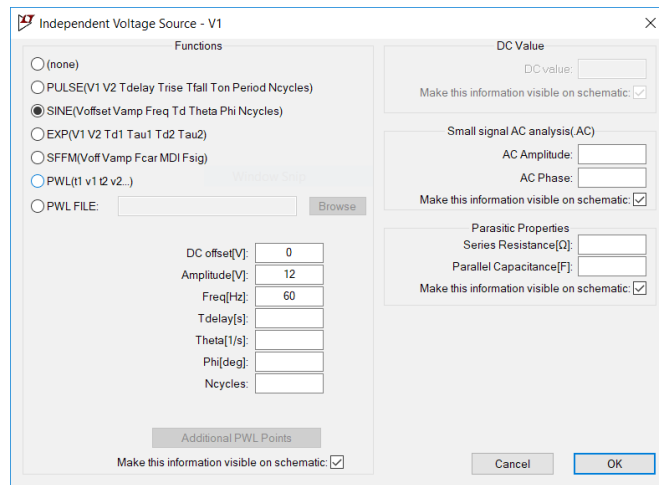 Independent Voltage Source - V1
Functions
(none)
PULSE(V1 V2 Tdelay Trise Tfall Ton Period Ncycles)
SINE(Voffset Vamp Freq Td Theta Phi Ncycles)
EXP(V1 V2 Td1 Tau1 Td2 Tau2)
SFFM(Voff Vamp Fcar MDI Fsig)
PWL(t1 v1 t2 v2...)
PWL FILE:
Browse
DC offset[V]: 0
Amplitude[V]: 12
Freq[Hz]: 60
Tdelay[s]:
Theta[1/s]:
Phi[deg]:
Ncycles:
Additional PWL Points
Make this information visible on schematic:
DC Value
DC value:
Make this information visible on schematic:
Small signal AC analysis(.AC)
AC Amplitude:
AC Phase:
Make this information visible on schematic:
Parasitic Properties
Series Resistance[Ω]:
Parallel Capacitance[F]:
Make this information visible on schematic:
Cancel
OK